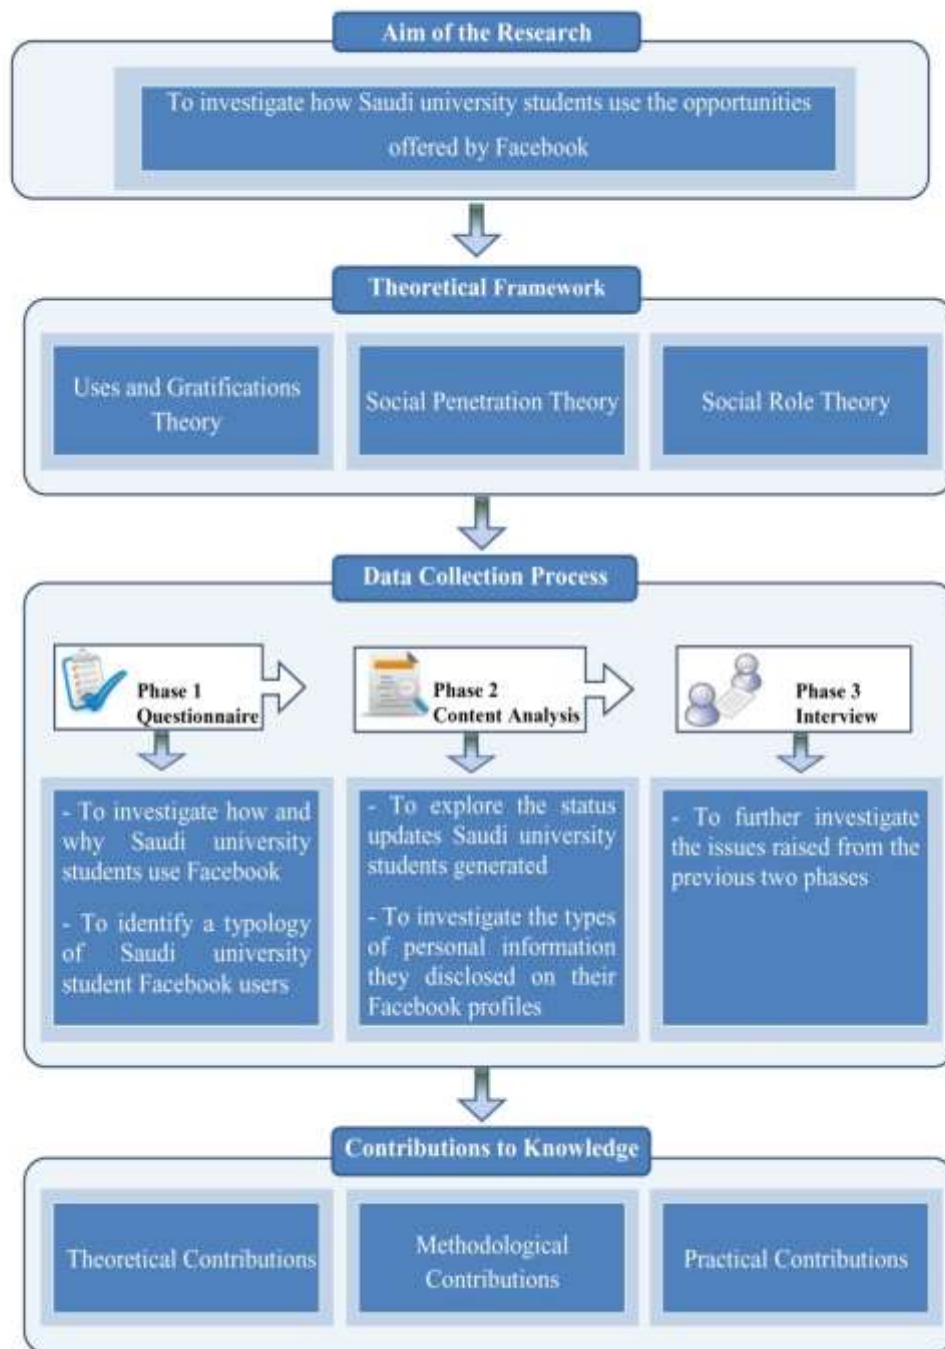 Aim of the Research
To investigate how Saudi university students use the opportunities
offered by Facebook
Theoretical Framework
Uses and Gratifications
Theory
Social Penetration Theory
Social Role Theory
Data Collection Process
Phase 1
Questionnaire
Phase 2
Content Analysis
Phase 3
Interview
- To investigate how and
why Saudi university
students use Facebook
- To identify a typology
of Saudi university
student Facebook users
- To explore the status
updates Saudi university
students generated
- To investigate the types
of personal information
they disclosed on their
Facebook profiles
- To further investigate
the issues raised from the
previous two phases
Contributions to Knowledge
Theoretical Contributions
Methodological
Contributions
Practical Contributions